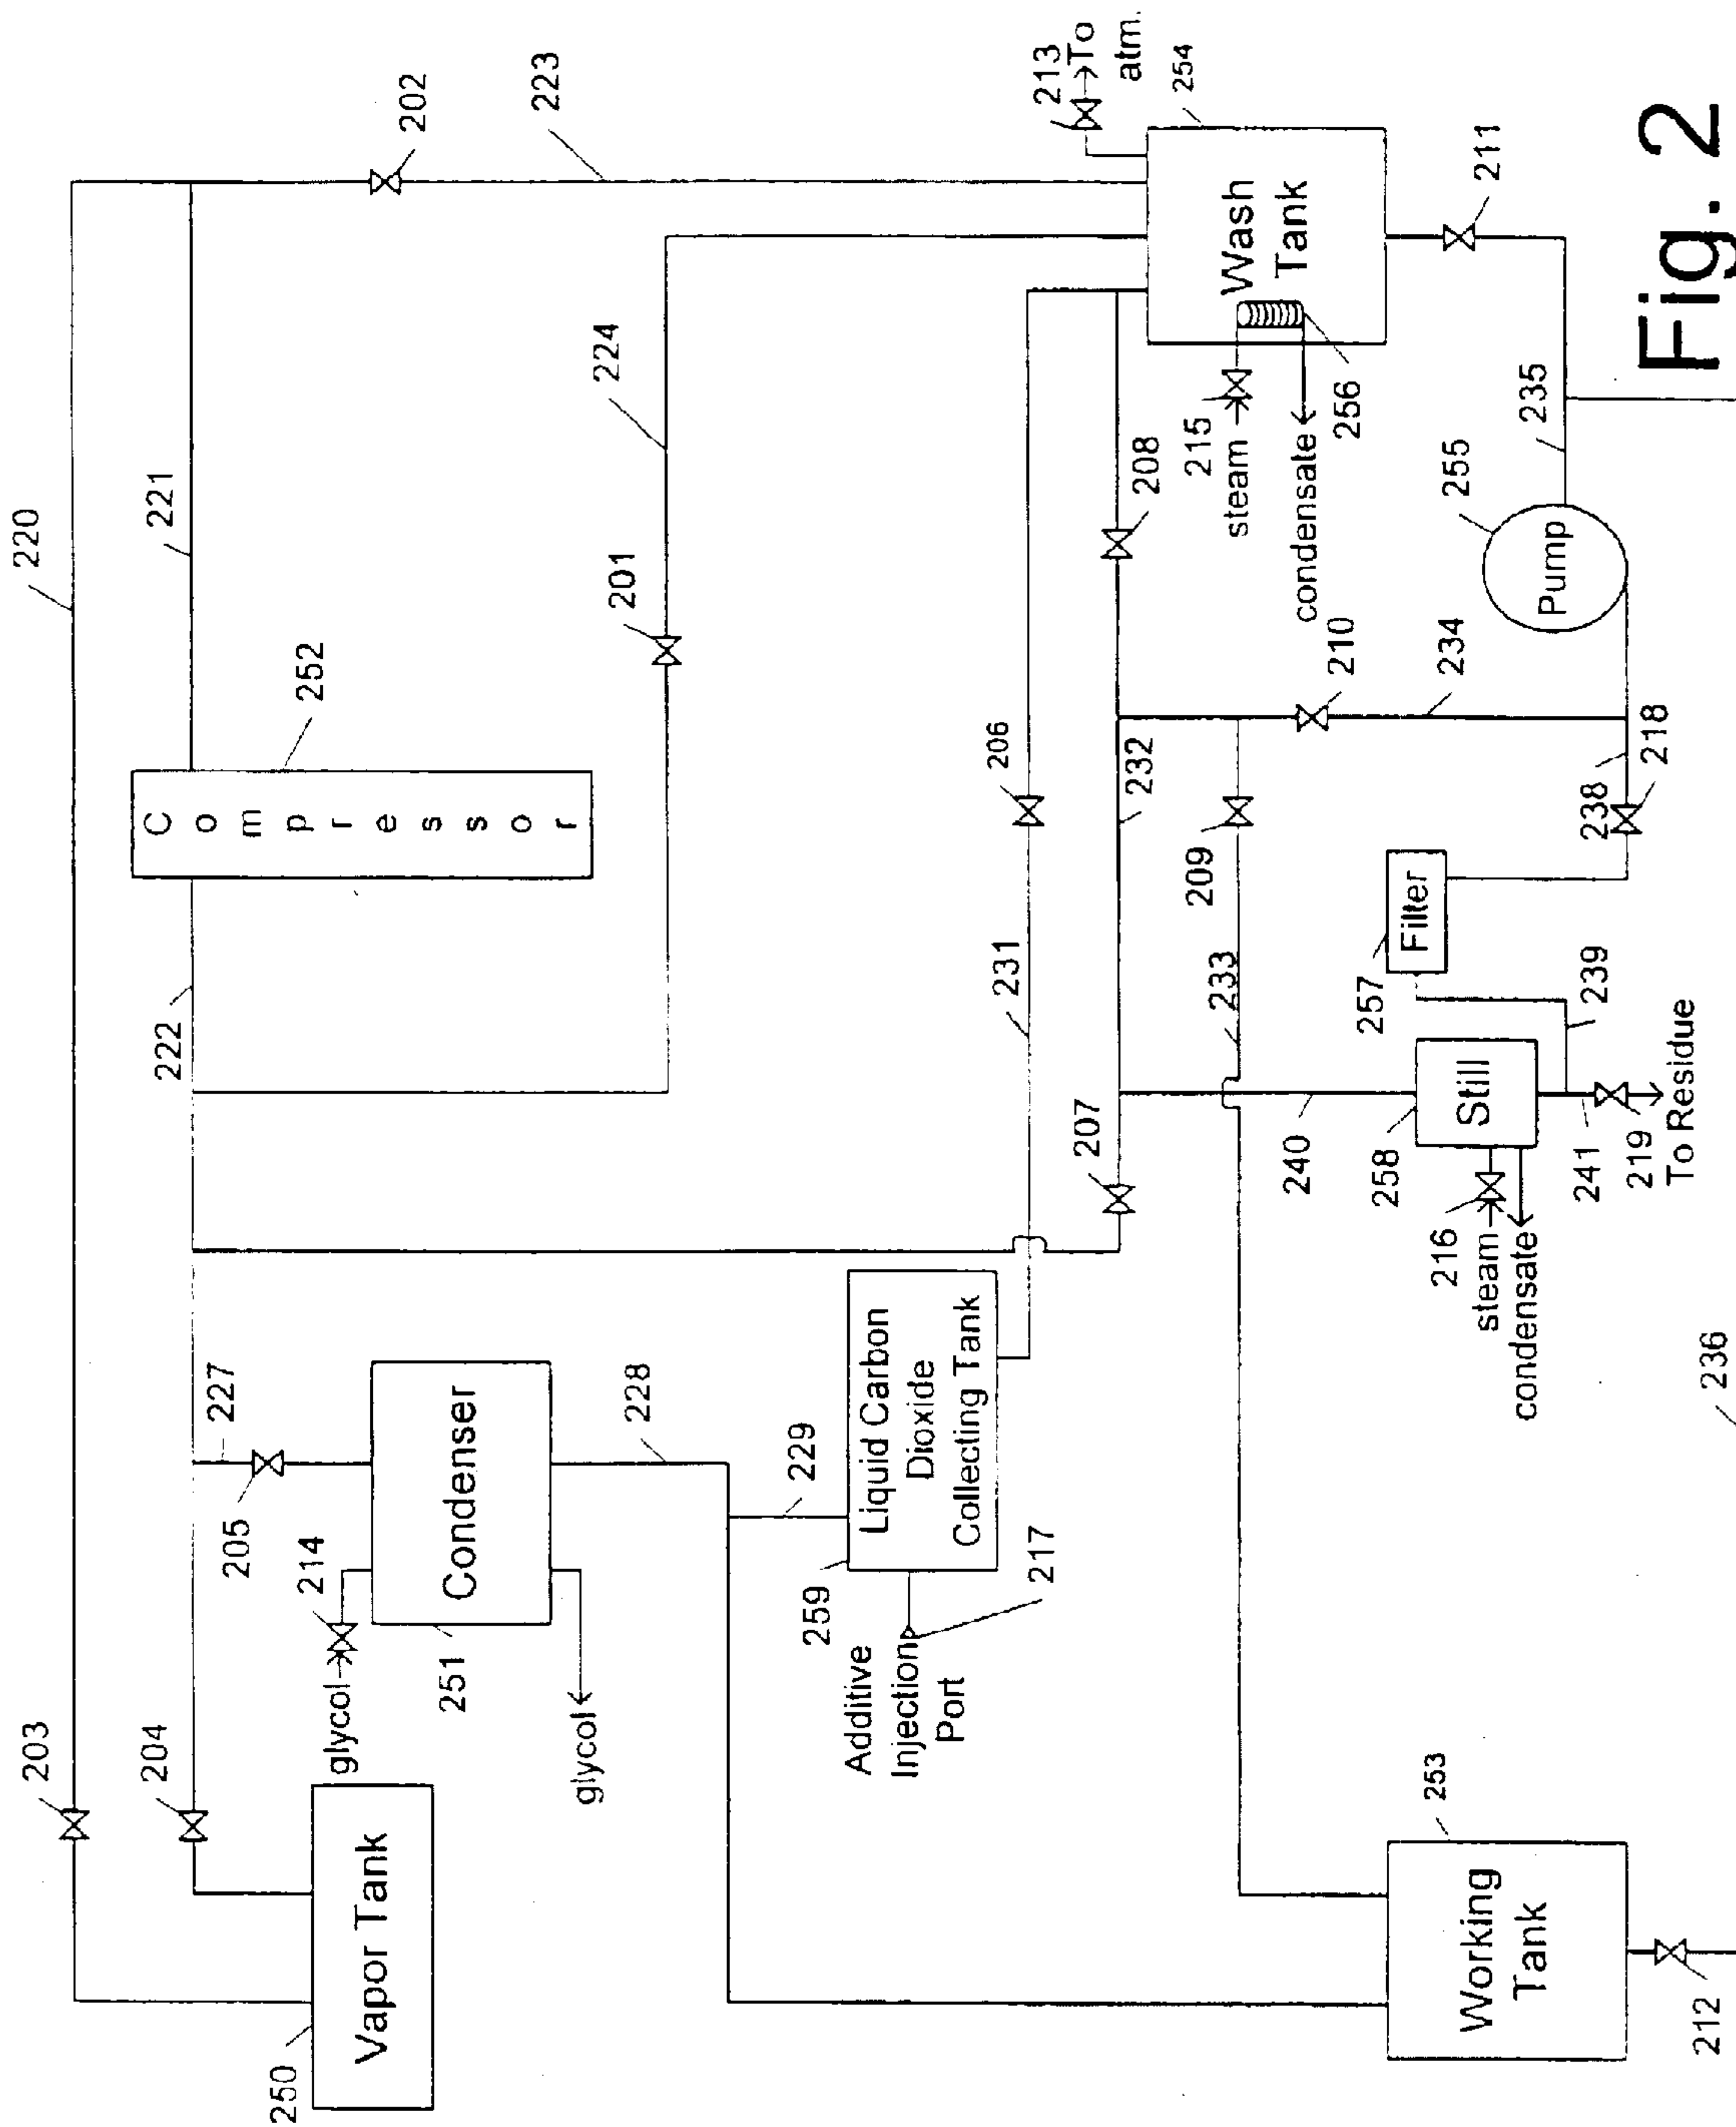 220
221
202
223
203
222
Compressor
252
204
227
205
214
glycol
Condenser
251
glycol
228
Vapor Tank
250
201
224
213
To
atm.
254
Wash
Tank
215
steam
condensate
256
229
259
Liquid Carbon
Dioxide
Collecting Tank
Additive
Injection
Port
217
231
206
208
232
207
209
233
210
234
211
235
255
Pump
218
238
Filter
257
239
240
258
Still
216
steam
condensate
241
219
To Residue
253
Working
Tank
212
236
Fig. 2